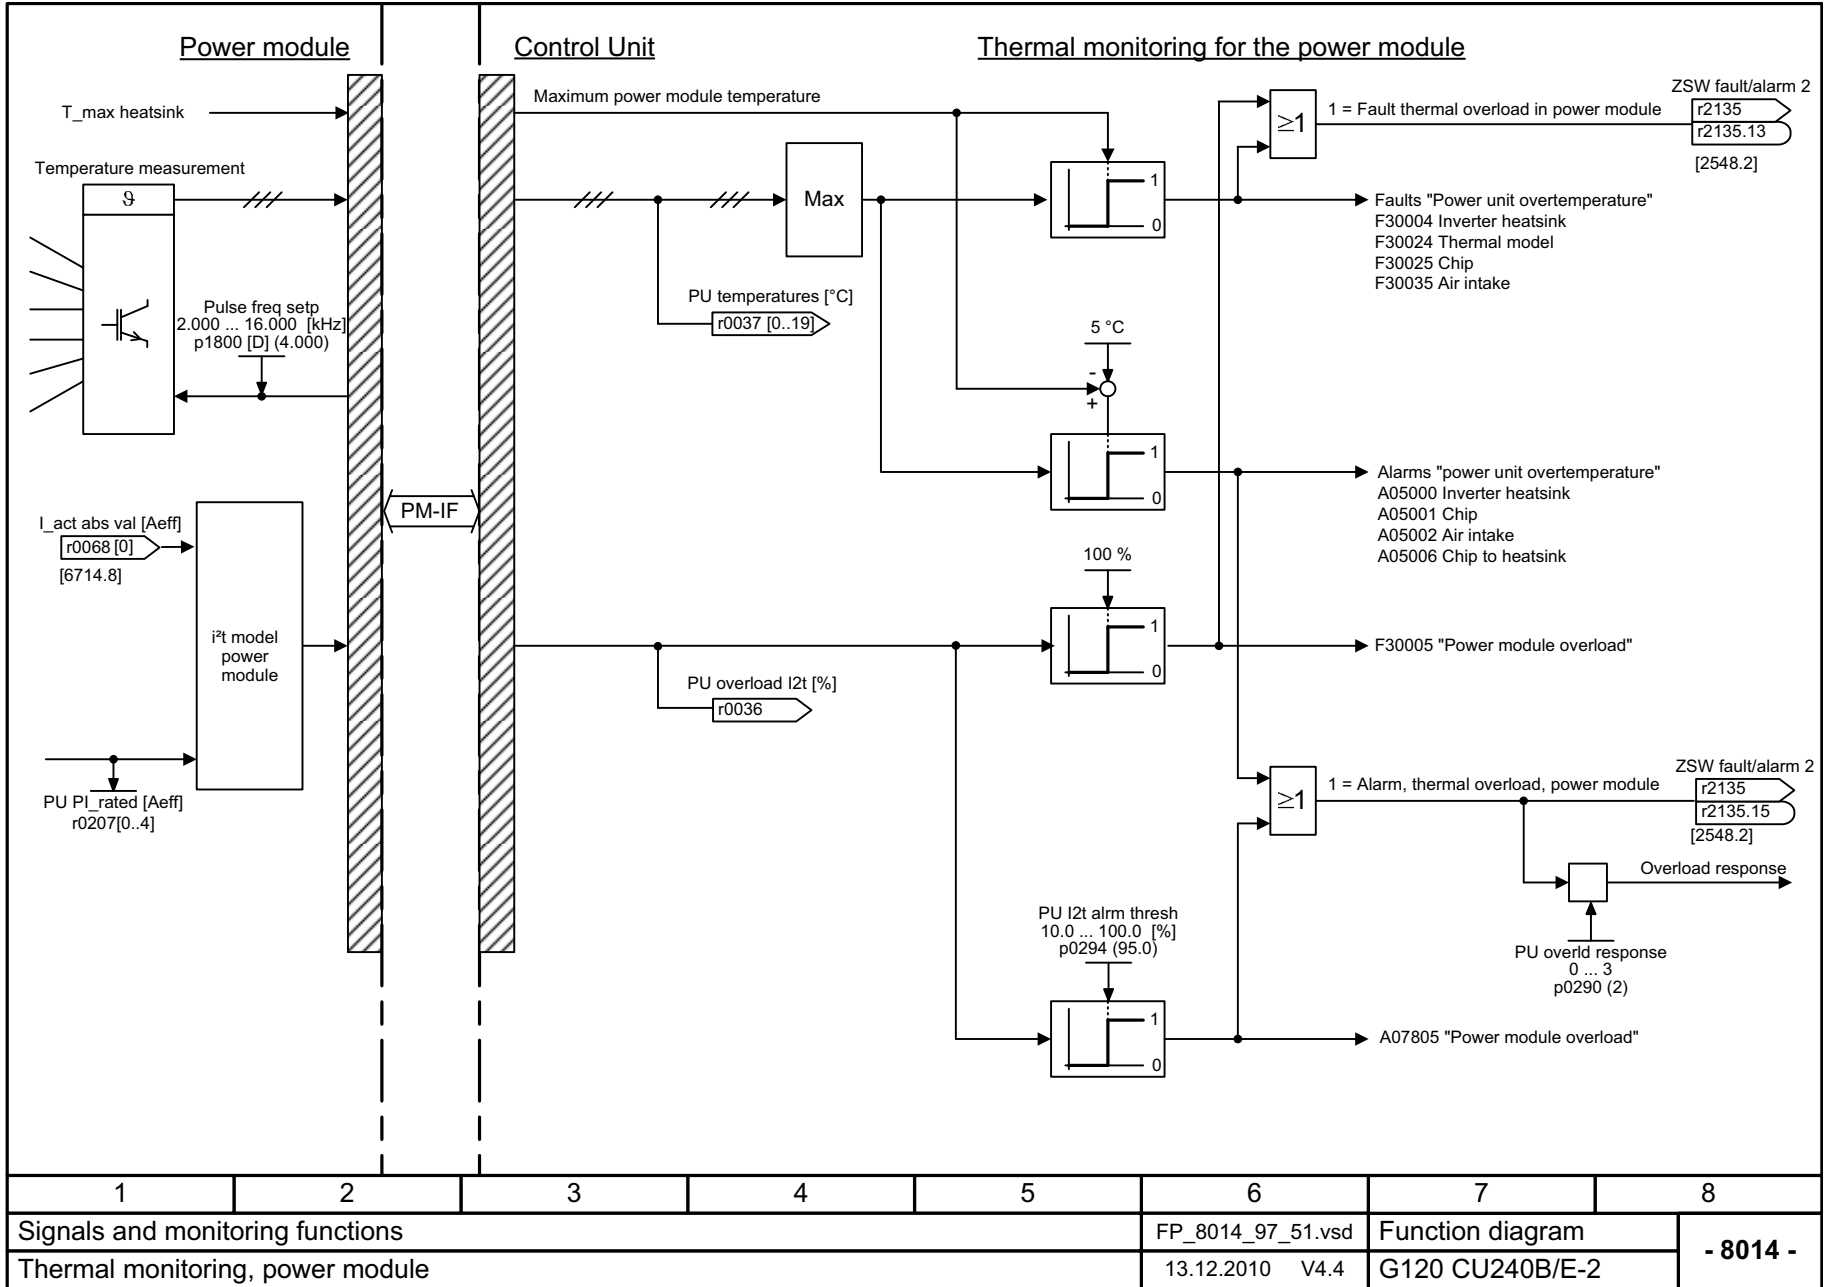 Power module
Control Unit
Thermal monitoring for the power module
T_max heatsink
Maximum power module temperature
≥1
1 = Fault thermal overload in power module
ZSW fault/alarm 2
r2135
r2135.13
[2548.2]
Temperature measurement
ϑ
Max
1
0
Faults "Power unit overtemperature"
F30004 Inverter heatsink
F30024 Thermal model
F30025 Chip
F30035 Air intake
Pulse freq setp
2.000 ... 16.000 [kHz]
p1800 [D] (4.000)
PU temperatures [°C]
r0037 [0..19]
5 °C
-
+
1
0
Alarms "power unit overtemperature"
A05000 Inverter heatsink
A05001 Chip
A05002 Air intake
A05006 Chip to heatsink
PM-IF
I_act abs val [Aeff]
r0068 [0]
[6714.8]
i²t model
power
module
100 %
1
0
F30005 "Power module overload"
PU overload I2t [%]
r0036
PU PI_rated [Aeff]
r0207[0..4]
≥1
1 = Alarm, thermal overload, power module
ZSW fault/alarm 2
r2135
r2135.15
[2548.2]
Overload response
PU overld response
0 ... 3
p0290 (2)
PU I2t alrm thresh
10.0 ... 100.0 [%]
p0294 (95.0)
1
0
A07805 "Power module overload"
1 2 3 4 5 6 7 8
Signals and monitoring functions
FP_8014_97_51.vsd
Function diagram
- 8014 -
Thermal monitoring, power module
13.12.2010 V4.4
G120 CU240B/E-2